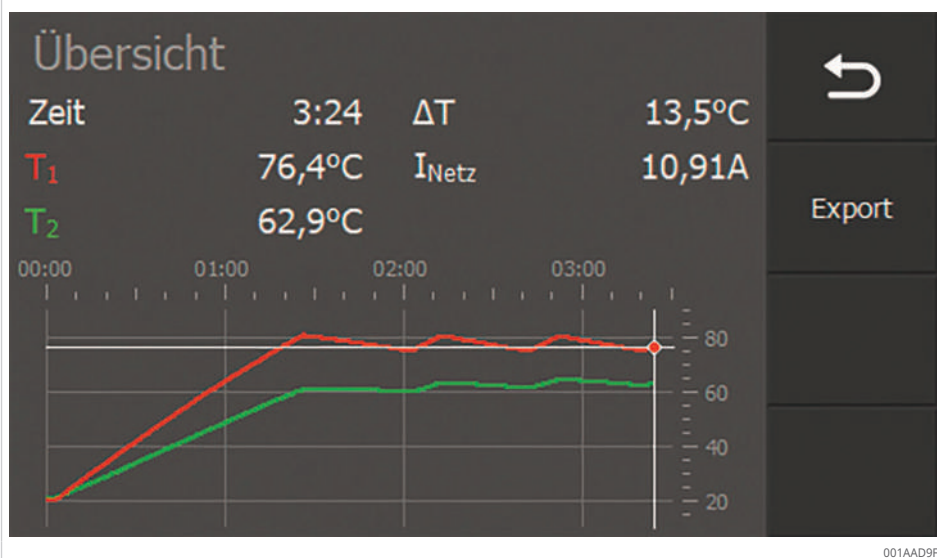 Übersicht
Zeit 3:24 ΔT 13,5°C
T1 76,4°C INetz 10,91A
T2 62,9°C
Export
00:00 01:00 02:00 03:00
80
60
40
20
001AAD9F